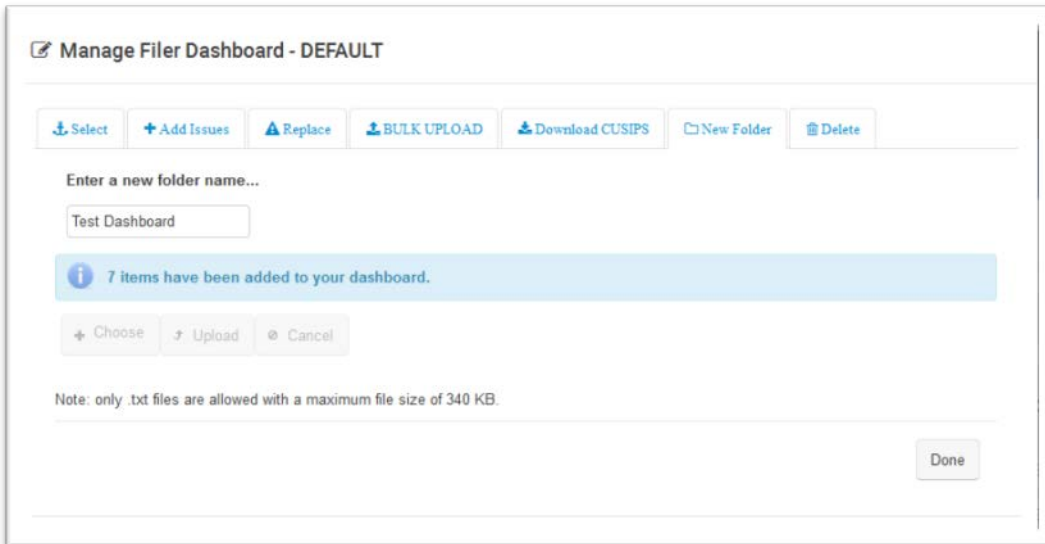 Manage Filer Dashboard - DEFAULT
Select Add Issues Replace BULK UPLOAD Download CUSIPS New Folder Delete
Enter a new folder name...
Test Dashboard
7 items have been added to your dashboard.
Choose Upload Cancel
Note: only .txt files are allowed with a maximum file size of 340 KB.
Done